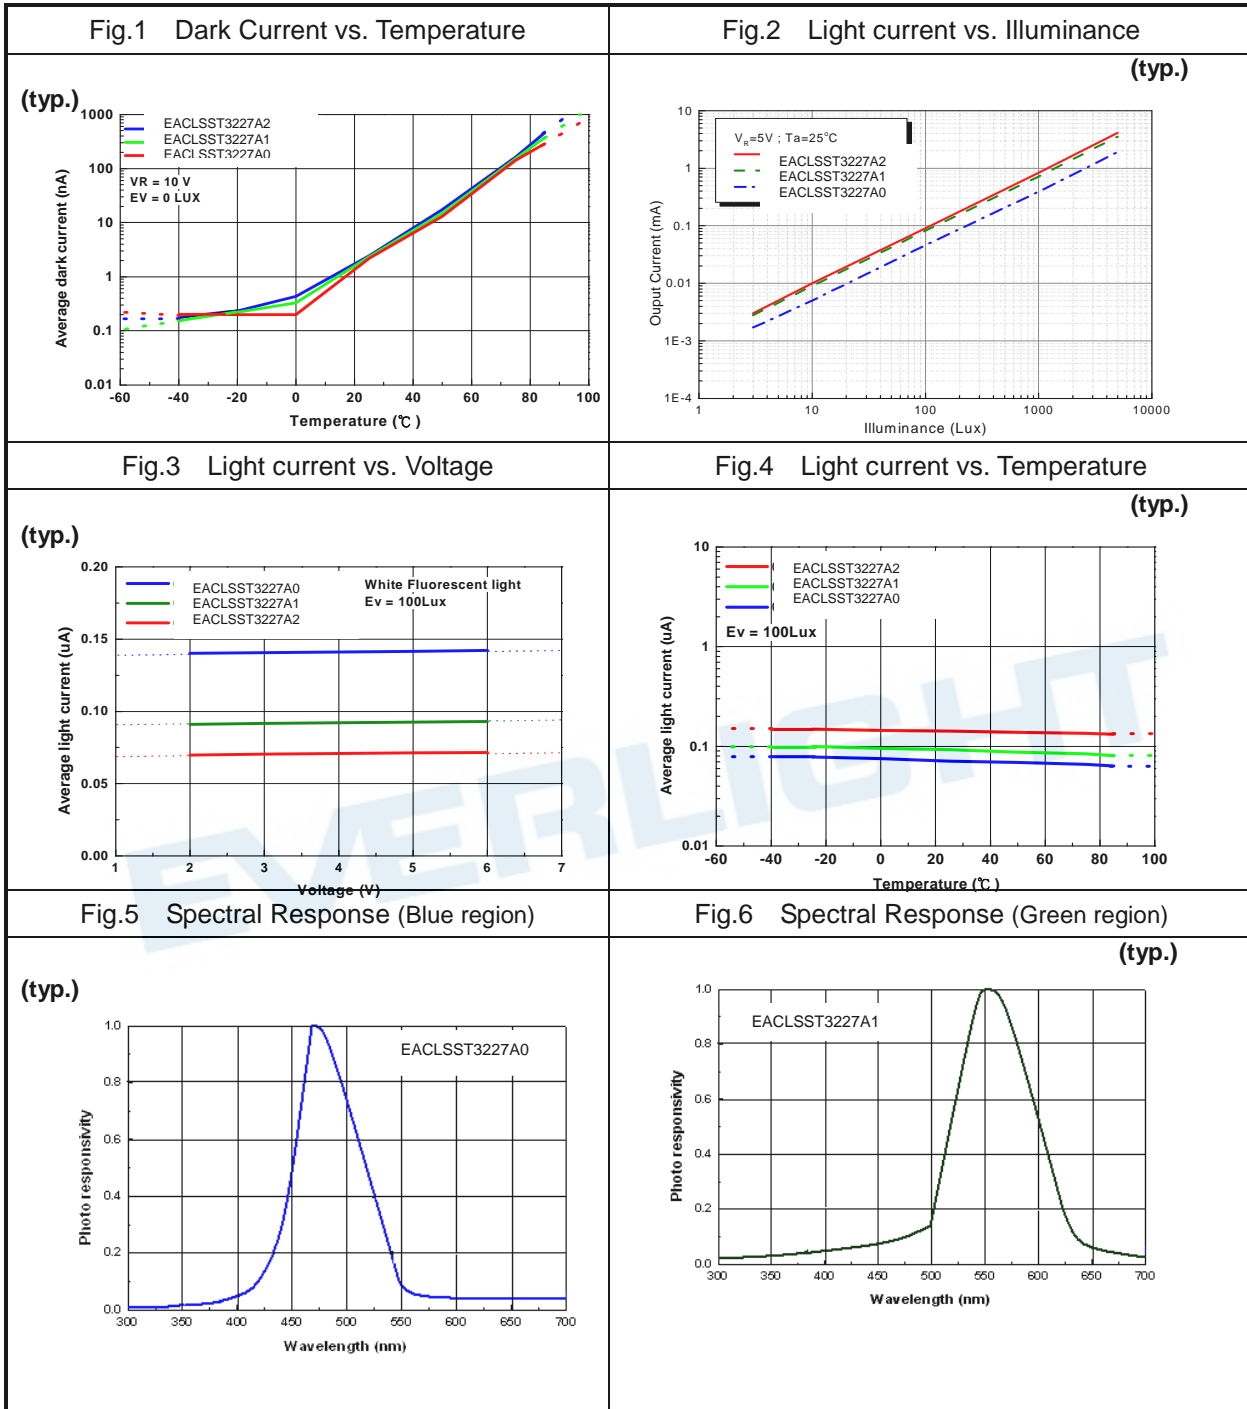 Fig.1 Dark Current vs. Temperature
Fig.2 Light current vs. Illuminance
(typ.)
1000
100
10
1
0.1
0.01
Average dark current (nA)
EACLSST3227A2
EACLSST3227A1
EACLSST3227A0
VR = 10 V
EV = 0 LUX
-60 -40 -20 0 20 40 60 80 100
Temperature (℃)
(typ.)
10
1
0.1
0.01
1E-3
1E-4
Ouput Current (mA)
VR=5V ; Ta=25°C
EACLSST3227A2
EACLSST3227A1
EACLSST3227A0
1 10 100 1000 10000
Illuminance (Lux)
Fig.3 Light current vs. Voltage
Fig.4 Light current vs. Temperature
(typ.)
0.20
0.15
0.10
0.05
0.00
Average light current (uA)
EACLSST3227A0
EACLSST3227A1
EACLSST3227A2
White Fluorescent light
Ev = 100Lux
1 2 3 4 5 6 7
Voltage (V)
(typ.)
10
1
0.1
0.01
Average light current (uA)
EACLSST3227A2
EACLSST3227A1
EACLSST3227A0
Ev = 100Lux
-60 -40 -20 0 20 40 60 80 100
Temperature (℃)
EVERLIGHT
Fig.5 Spectral Response (Blue region)
Fig.6 Spectral Response (Green region)
(typ.)
1.0
0.8
0.6
0.4
0.2
0.0
Photo responsivity
EACLSST3227A0
300 350 400 450 500 550 600 650 700
Wavelength (nm)
(typ.)
1.0
0.8
0.6
0.4
0.2
0.0
Photo responsivity
EACLSST3227A1
300 350 400 450 500 550 600 650 700
Wavelength (nm)